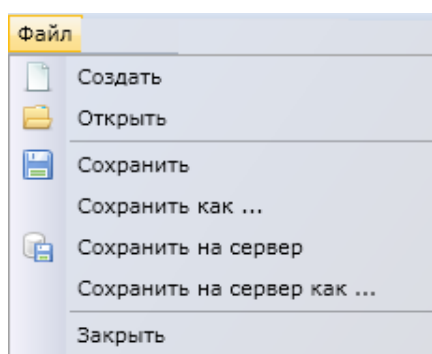 Файл
Создать
Открыть
Сохранить
Сохранить как ...
Сохранить на сервер
Сохранить на сервер как ...
Закрыть